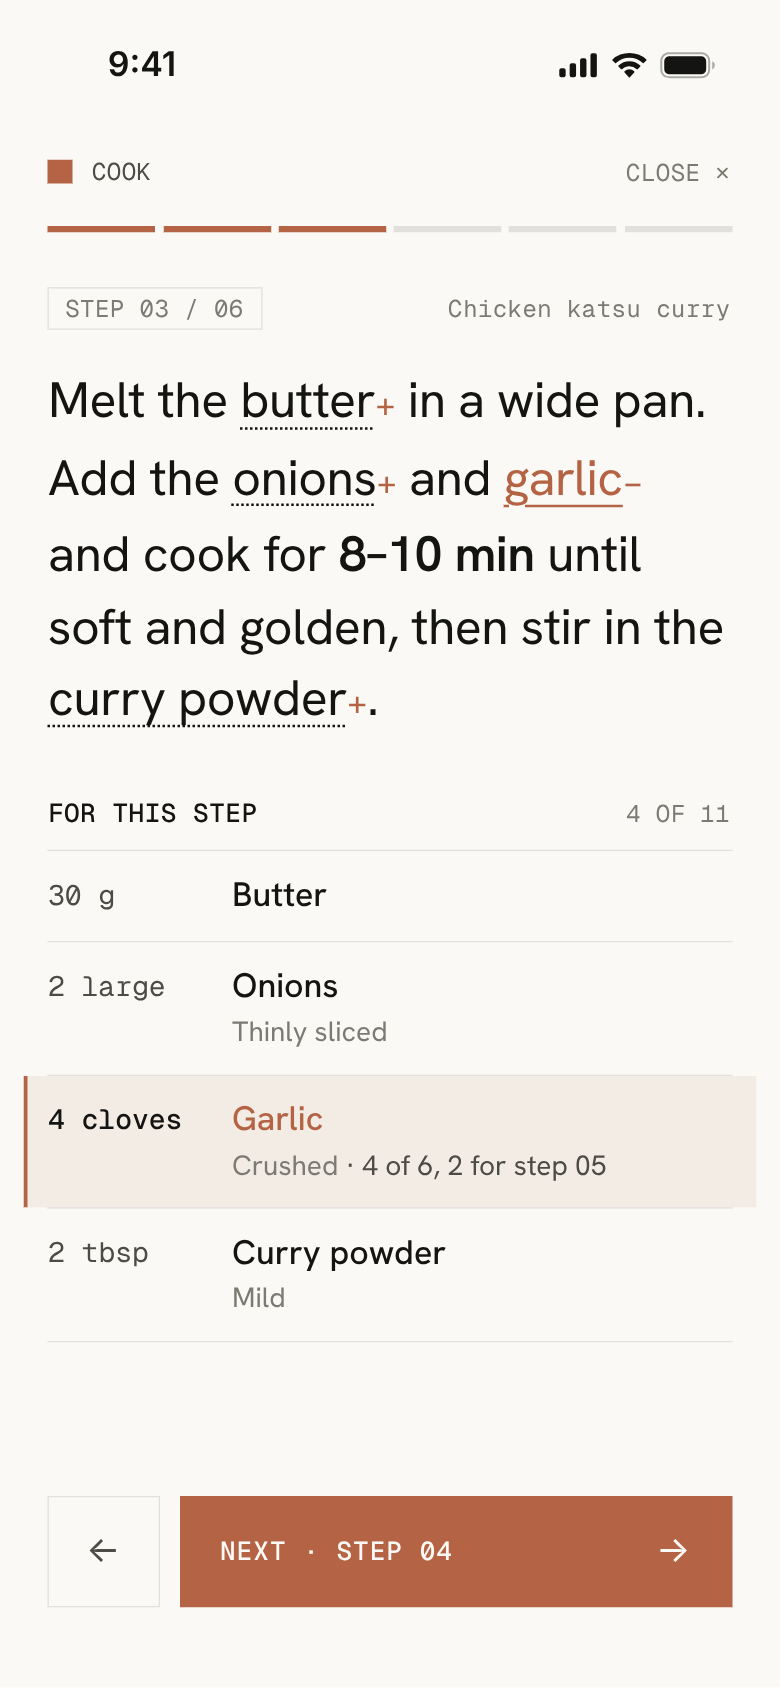 9:41
COOK
CLOSE ×
STEP 03 / 06
Chicken katsu curry
Melt the butter+ in a wide pan.
Add the onions+ and garlic–
and cook for 8–10 min until
soft and golden, then stir in the
curry powder+.
FOR THIS STEP
4 OF 11
30 g
Butter
2 large
Onions
Thinly sliced
4 cloves
Garlic
Crushed · 4 of 6, 2 for step 05
2 tbsp
Curry powder
Mild
←
NEXT · STEP 04 →